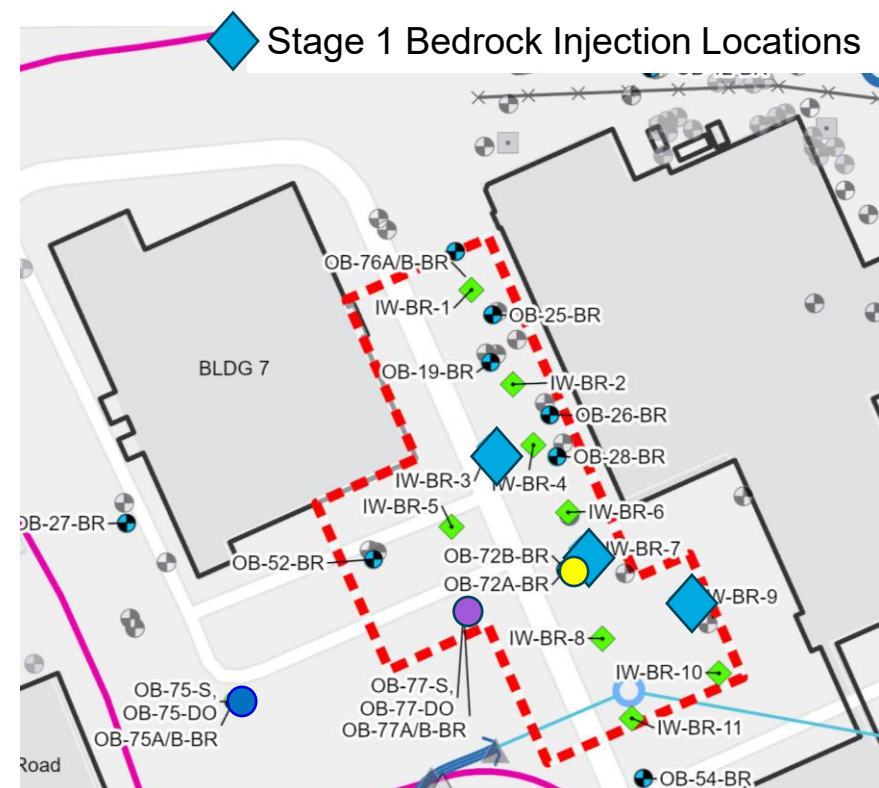 Stage 1 Bedrock Injection Locations
OB-76A/B-BR
IW-BR-1
OB-25-BR
OB-19-BR
BLDG 7
IW-BR-2
OB-26-BR
OB-28-BR
IW-BR-3
W-BR-4
IW-BR-5
IW-BR-6
OB-27-BR
OB-52-BR
OB-72B-BR
IW-BR-7
OB-72A-BR
W-BR-9
IW-BR-8
IW-BR-10
OB-75-S,
OB-75-DO
OB-75A/B-BR
OB-77-S,
OB-77-DO
OB-77A/B-BR
IW-BR-11
Road
OB-54-BR